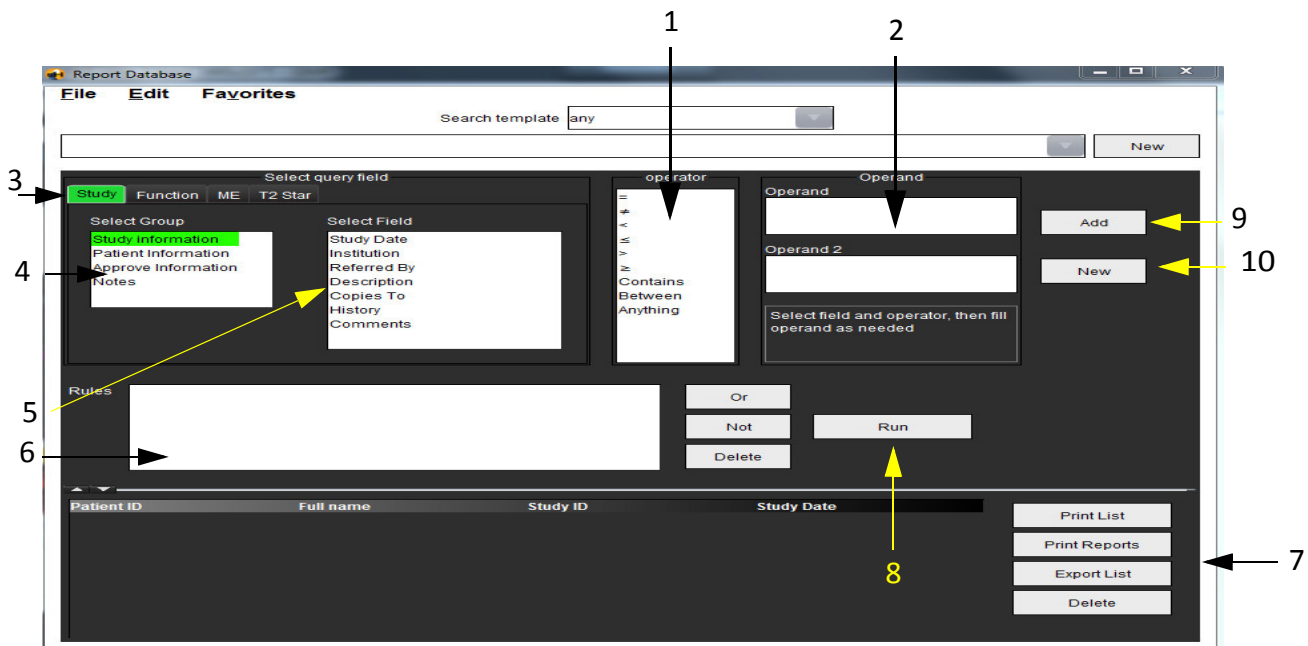 1
2
Report Database
File Edit Favorites
Search template any
New
3
Select query field
operator
Operand
Study Function ME T2 Star
Select Group
Select Field
4
Study Information
Patient Information
Approve Information
Notes
5
Study Date
Institution
Referred By
Description
Copies To
History
Comments
=
≠
<
≤
>
≥
Contains
Between
Anything
Operand
Operand 2
Select field and operator, then fill
operand as needed
Add
9
New
10
Rules
6
Or
Not
Delete
Run
8
Patient ID Full name Study ID Study Date
Print List
Print Reports
Export List
Delete
7